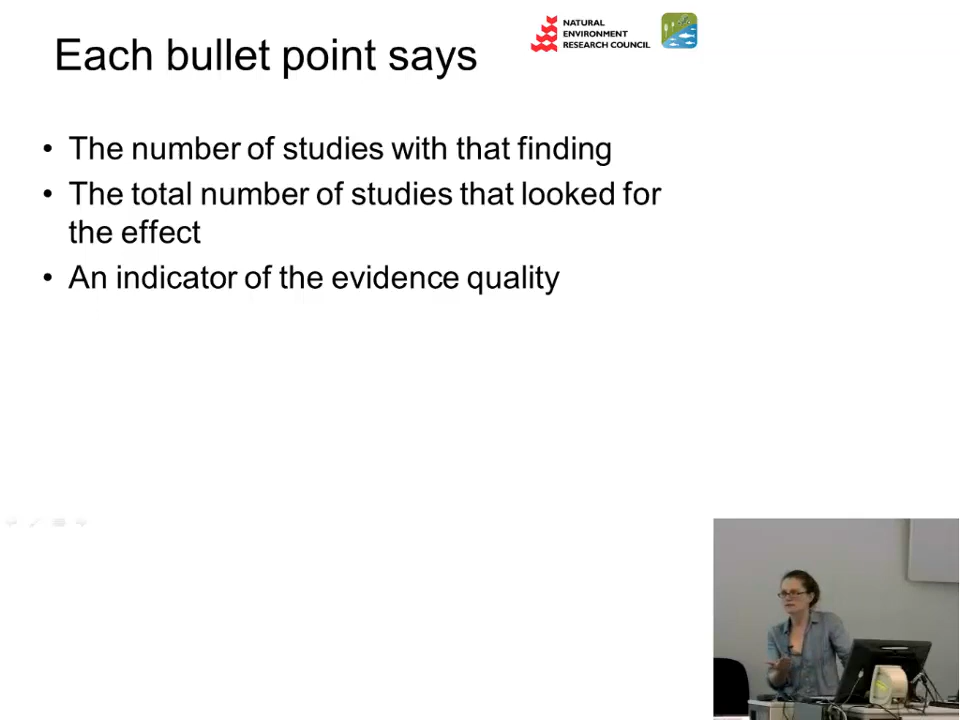 Each bullet point says
NATURAL
ENVIRONMENT
RESEARCH COUNCIL
• The number of studies with that finding
• The total number of studies that looked for
the effect
• An indicator of the evidence quality